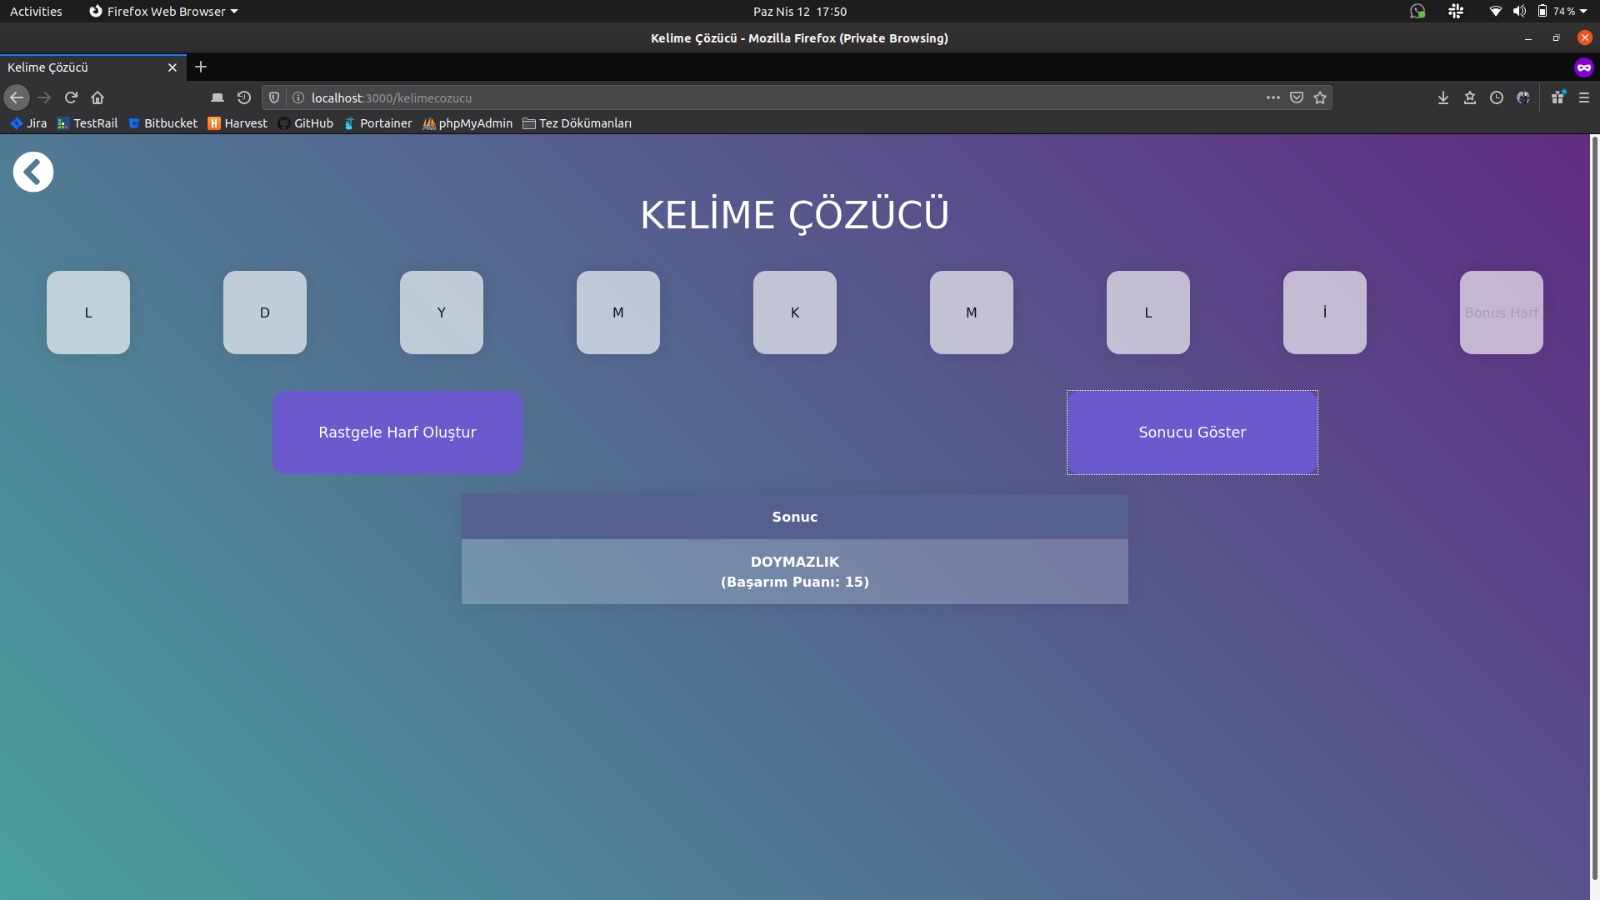 Activities Firefox Web Browser Paz Nis 12 17:50 74 %
Kelime Çözücü - Mozilla Firefox (Private Browsing)
Kelime Çözücü
localhost:3000/kelimecozucu
Jira TestRail Bitbucket Harvest GitHub Portainer phpMyAdmin Tez Dökümanları
KELİME ÇÖZÜCÜ
L D Y M K M L İ Bonus Harf
Rastgele Harf Oluştur Sonucu Göster
Sonuc
DOYMAZLIK
(Başarım Puanı: 15)